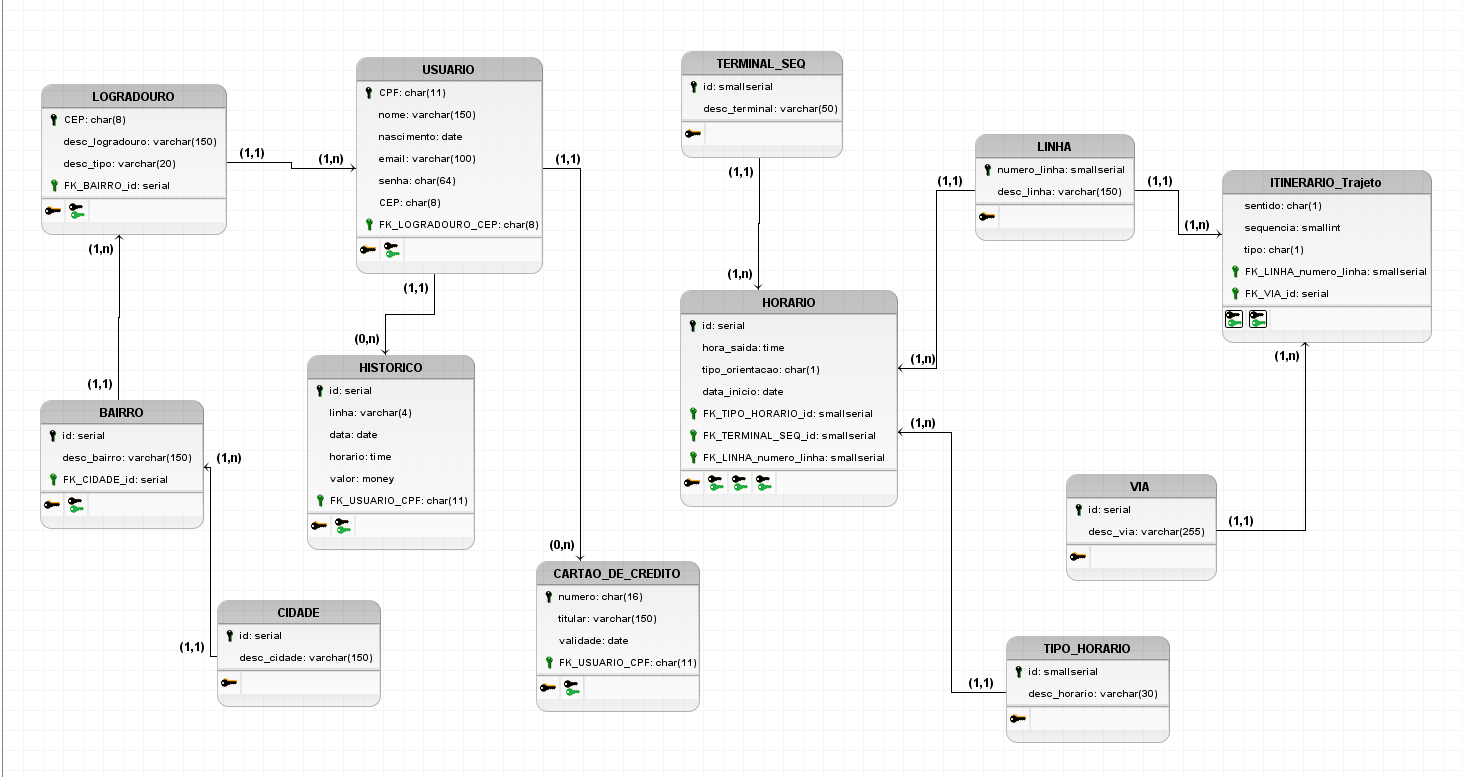 LOGRADOURO
CEP: char(8)
desc_logradouro: varchar(150)
desc_tipo: varchar(20)
FK_BAIRRO_id: serial
(1,1)
(1,n)
USUARIO
CPF: char(11)
nome: varchar(150)
nascimento: date
email: varchar(100)
senha: char(64)
CEP: char(8)
FK_LOGRADOURO_CEP: char(8)
(1,1)
(1,1)
(0,n)
(1,n)
(1,1)
BAIRRO
id: serial
desc_bairro: varchar(150)
FK_CIDADE_id: serial
(1,n)
(1,1)
CIDADE
id: serial
desc_cidade: varchar(150)
HISTORICO
id: serial
linha: varchar(4)
data: date
horario: time
valor: money
FK_USUARIO_CPF: char(11)
(0,n)
CARTAO_DE_CREDITO
numero: char(16)
titular: varchar(150)
validade: date
FK_USUARIO_CPF: char(11)
TERMINAL_SEQ
id: smallserial
desc_terminal: varchar(50)
(1,1)
(1,n)
HORARIO
id: serial
hora_saida: time
tipo_orientacao: char(1)
data_inicio: date
FK_TIPO_HORARIO_id: smallserial
FK_TERMINAL_SEQ_id: smallserial
FK_LINHA_numero_linha: smallserial
(1,1)
(1,n)
(1,n)
LINHA
numero_linha: smallserial
desc_linha: varchar(150)
(1,1)
(1,n)
ITINERARIO_Trajeto
sentido: char(1)
sequencia: smallint
tipo: char(1)
FK_LINHA_numero_linha: smallserial
FK_VIA_id: serial
(1,n)
VIA
id: serial
desc_via: varchar(255)
(1,1)
(1,1)
TIPO_HORARIO
id: smallserial
desc_horario: varchar(30)